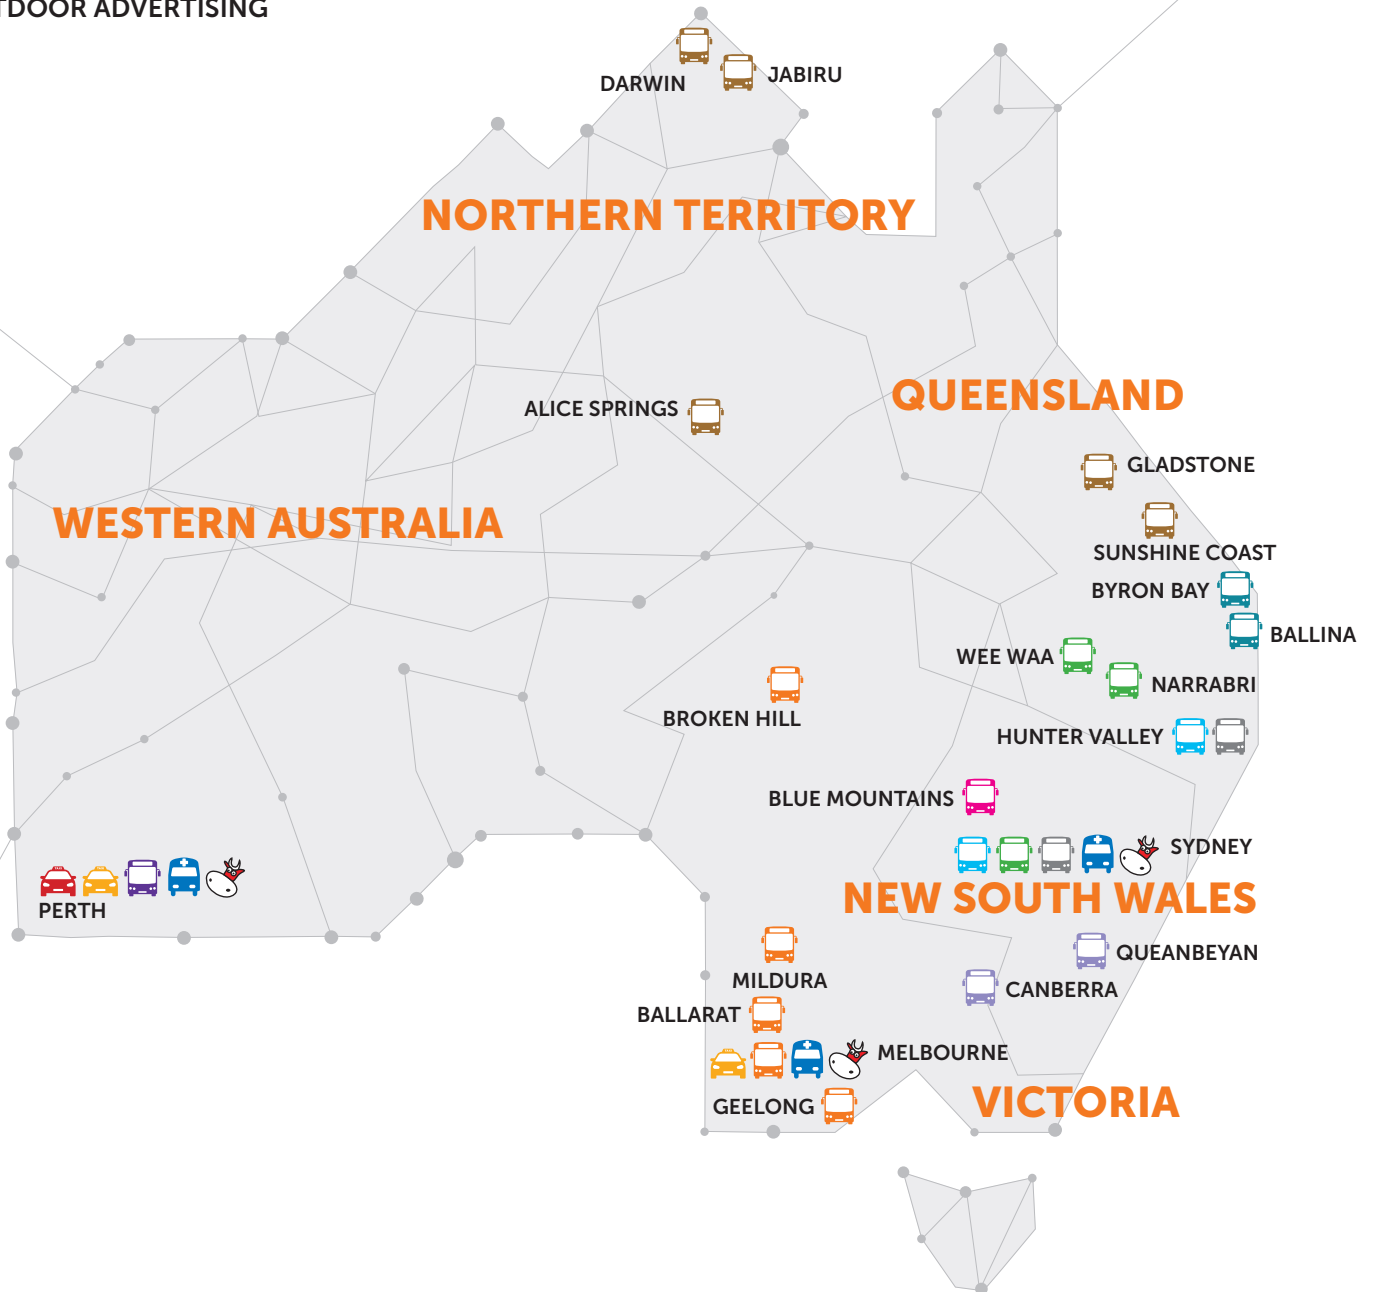 DARWIN
JABIRU
NORTHERN TERRITORY
QUEENSLAND
ALICE SPRINGS
GLADSTONE
WESTERN AUSTRALIA
SUNSHINE COAST
BYRON BAY
BALLINA
WEE WAA
NARRABRI
BROKEN HILL
HUNTER VALLEY
BLUE MOUNTAINS
SYDNEY
NEW SOUTH WALES
PERTH
QUEANBEYAN
MILDURA
CANBERRA
BALLARAT
MELBOURNE
VICTORIA
GEELONG
ADVERTISING